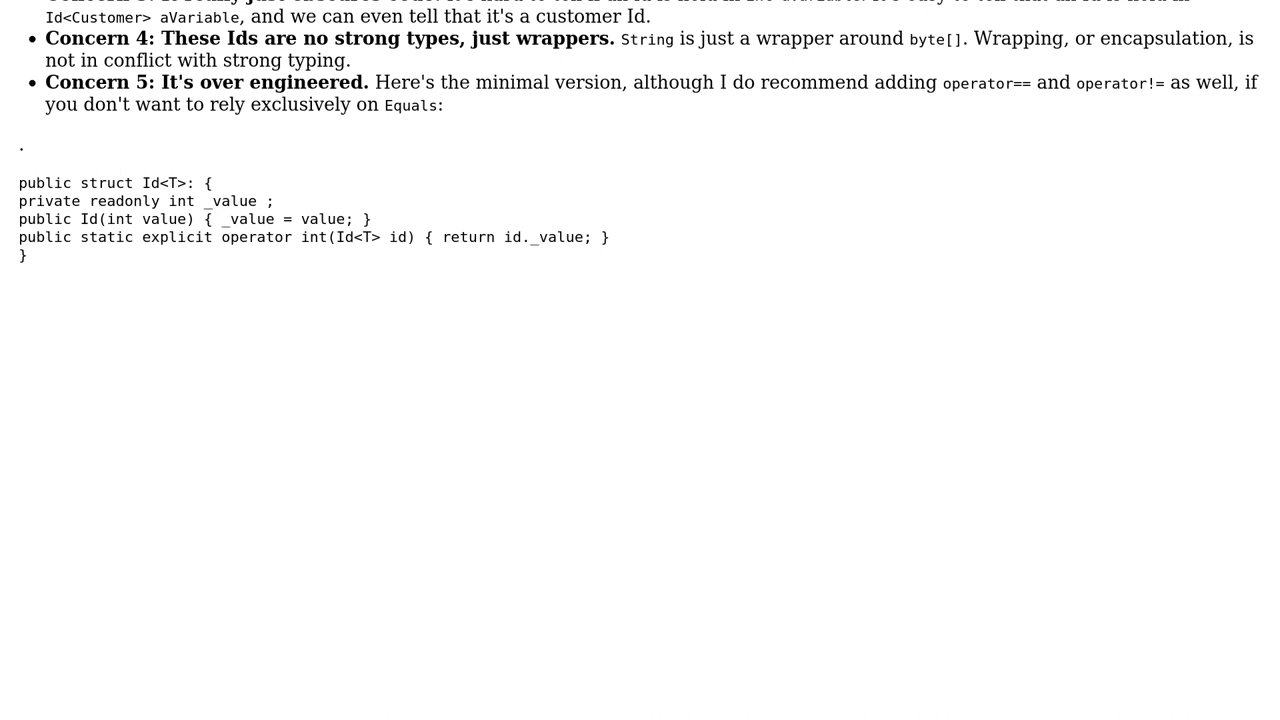 Id<Customer> aVariable, and we can even tell that it's a customer Id.
• Concern 4: These Ids are no strong types, just wrappers. String is just a wrapper around byte[]. Wrapping, or encapsulation, is
not in conflict with strong typing.
• Concern 5: It's over engineered. Here's the minimal version, although I do recommend adding operator== and operator!= as well, if
you don't want to rely exclusively on Equals:
.
public struct Id<T>: {
private readonly int _value ;
public Id(int value) { _value = value; }
public static explicit operator int(Id<T> id) { return id._value; }
}